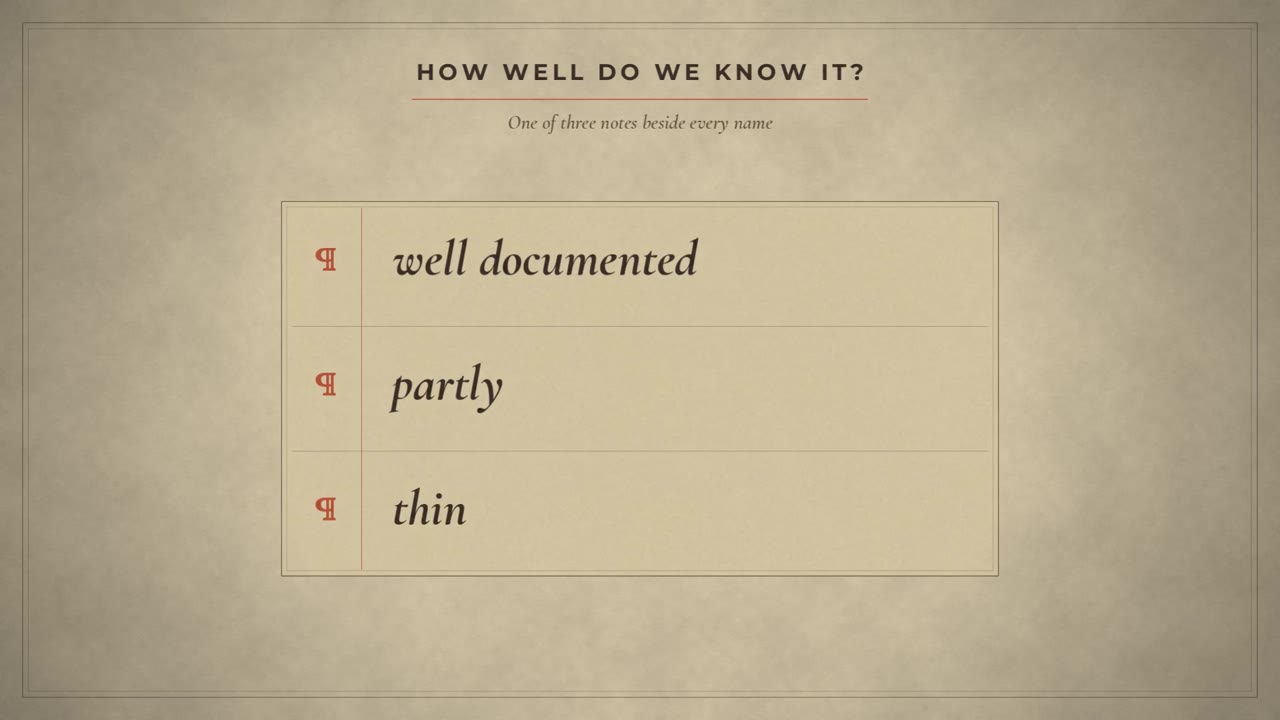 HOW WELL DO WE KNOW IT?
One of three notes beside every name
¶ well documented
¶ partly
¶ thin